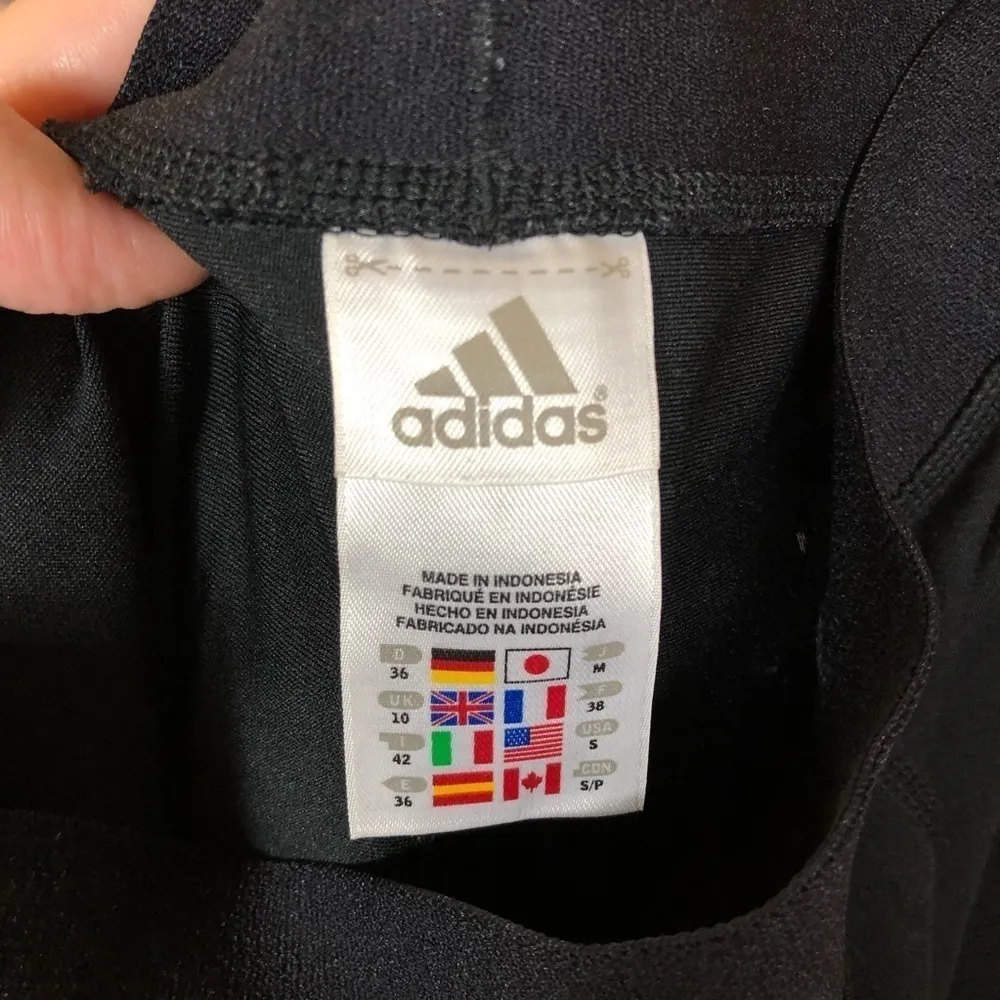 adidas®
MADE IN INDONESIA
FABRIQUÉ EN INDONÉSIE
HECHO EN INDONESIA
FABRICADO NA INDONÉSIA
D J
36 M
UK F
10 38
I USA
42 S
E CDN
36 S/P